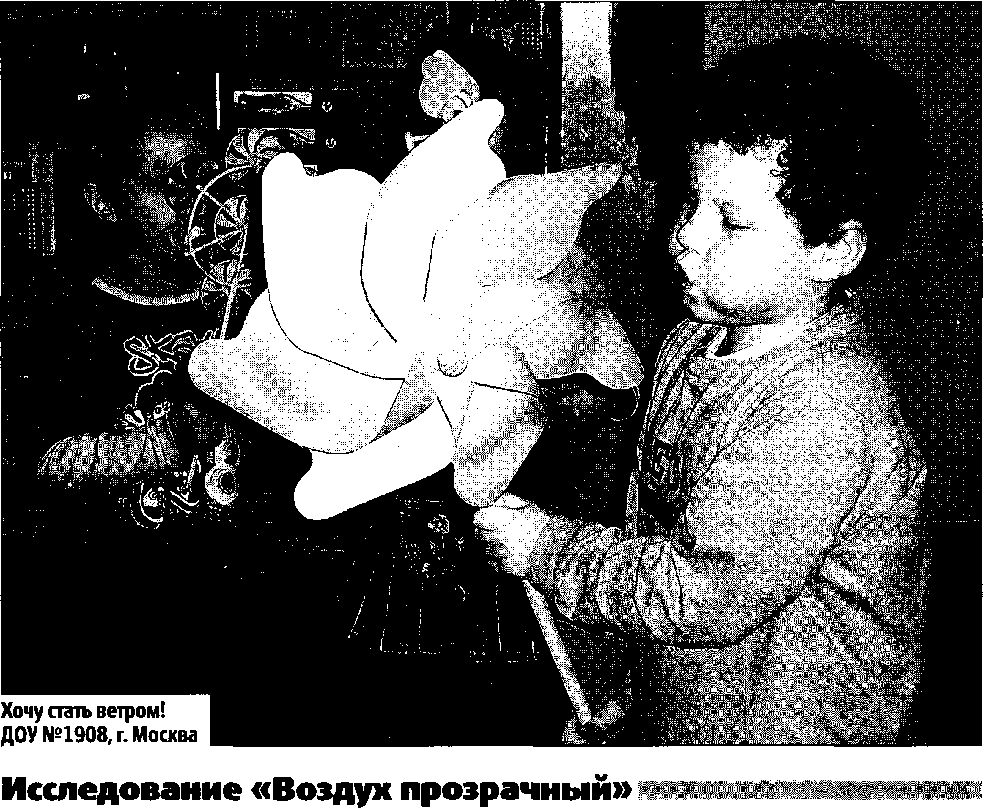 Хочу стать ветром!
ДОУ №1908, г. Москва
Исследование «Воздух прозрачный»